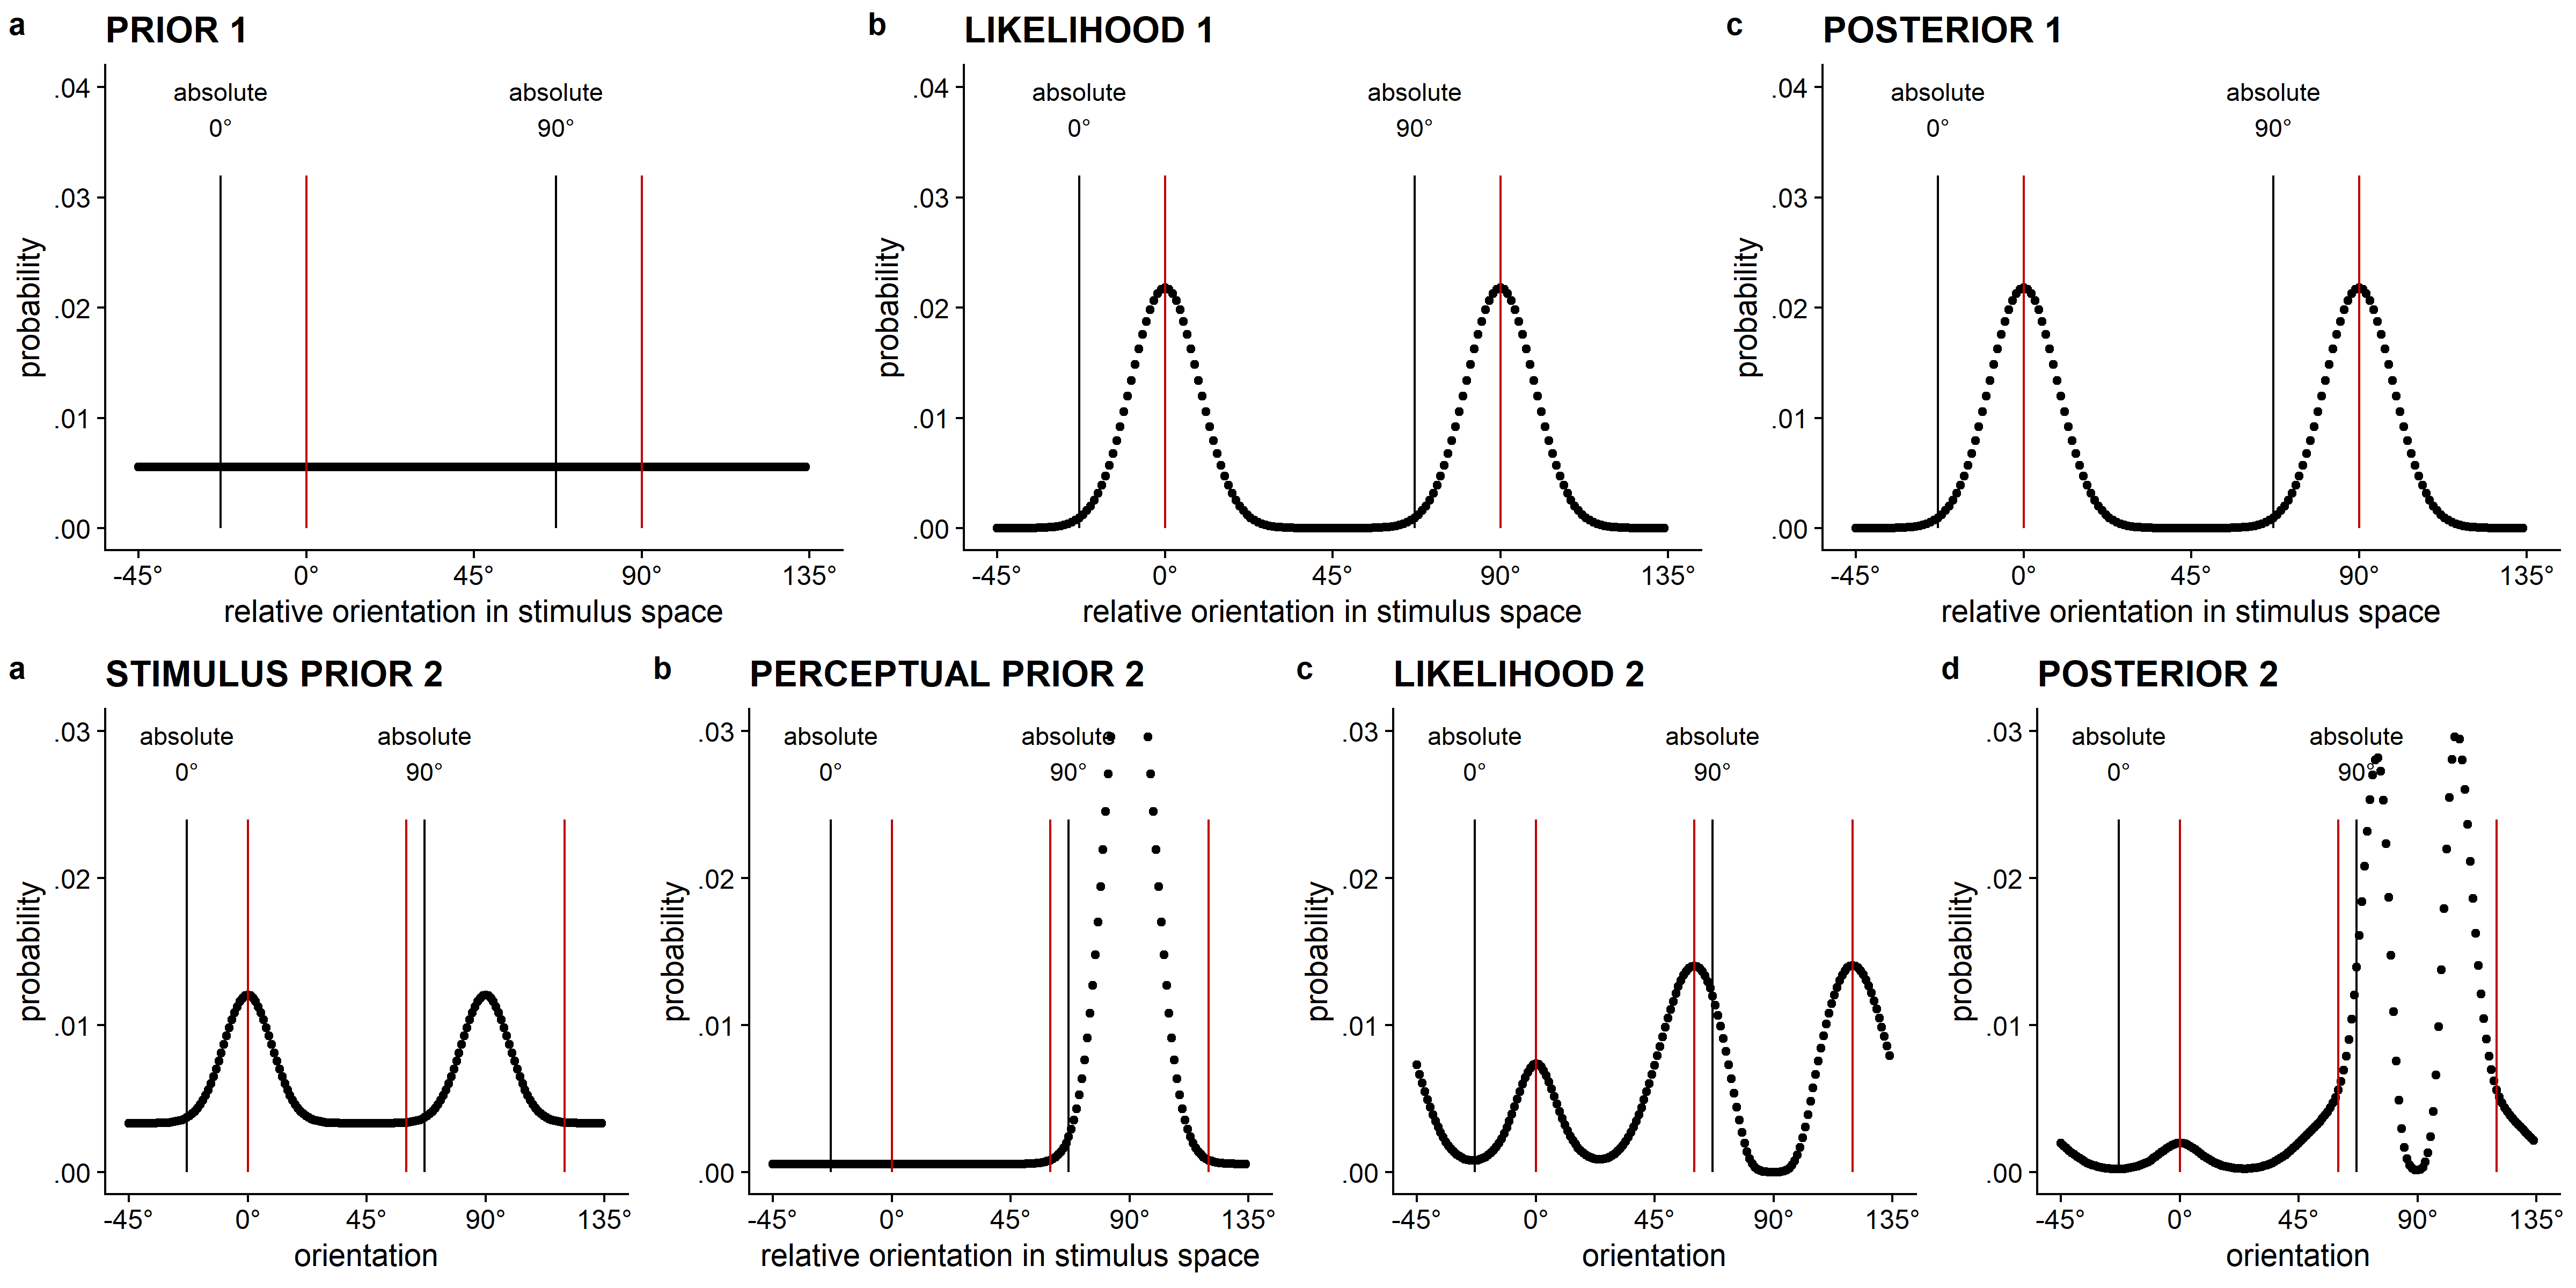 a PRIOR 1
.04
.03
.02
.01
.00
probability
absolute
0°
absolute
90°
-45° 0° 45° 90° 135°
relative orientation in stimulus space
b LIKELIHOOD 1
.04
.03
.02
.01
.00
probability
absolute
0°
absolute
90°
-45° 0° 45° 90° 135°
relative orientation in stimulus space
c POSTERIOR 1
.04
.03
.02
.01
.00
probability
absolute
0°
absolute
90°
-45° 0° 45° 90° 135°
relative orientation in stimulus space
a STIMULUS PRIOR 2
.03
.02
.01
.00
probability
absolute
0°
absolute
90°
-45° 0° 45° 90° 135°
orientation
b PERCEPTUAL PRIOR 2
.03
.02
.01
.00
probability
absolute
0°
absolute
90°
-45° 0° 45° 90° 135°
relative orientation in stimulus space
c LIKELIHOOD 2
.03
.02
.01
.00
probability
absolute
0°
absolute
90°
-45° 0° 45° 90° 135°
orientation
d POSTERIOR 2
.03
.02
.01
.00
probability
absolute
0°
absolute
90°
-45° 0° 45° 90° 135°
orientation